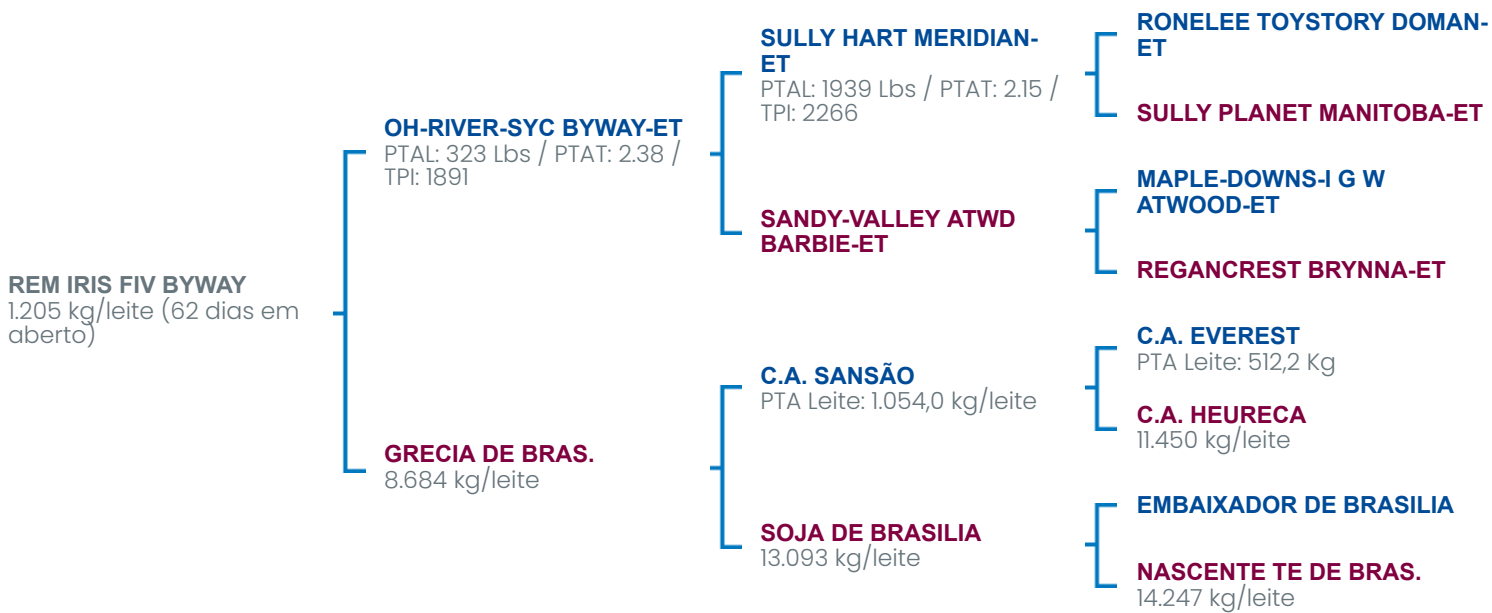 REM IRIS FIV BYWAY
1.205 kg/leite (62 dias em
aberto)
OH-RIVER-SYC BYWAY-ET
PTAL: 323 Lbs / PTAT: 2.38 /
TPI: 1891
GRECIA DE BRAS.
8.684 kg/leite
SULLY HART MERIDIAN-
ET
PTAL: 1939 Lbs / PTAT: 2.15 /
TPI: 2266
SANDY-VALLEY ATWD
BARBIE-ET
C.A. SANSÃO
PTA Leite: 1.054,0 kg/leite
SOJA DE BRASILIA
13.093 kg/leite
RONELEE TOYSTORY DOMAN-
ET
SULLY PLANET MANITOBA-ET
MAPLE-DOWNS-I G W
ATWOOD-ET
REGANCREST BRYNNA-ET
C.A. EVEREST
PTA Leite: 512,2 Kg
C.A. HEURECA
11.450 kg/leite
EMBAIXADOR DE BRASILIA
NASCENTE TE DE BRAS.
14.247 kg/leite